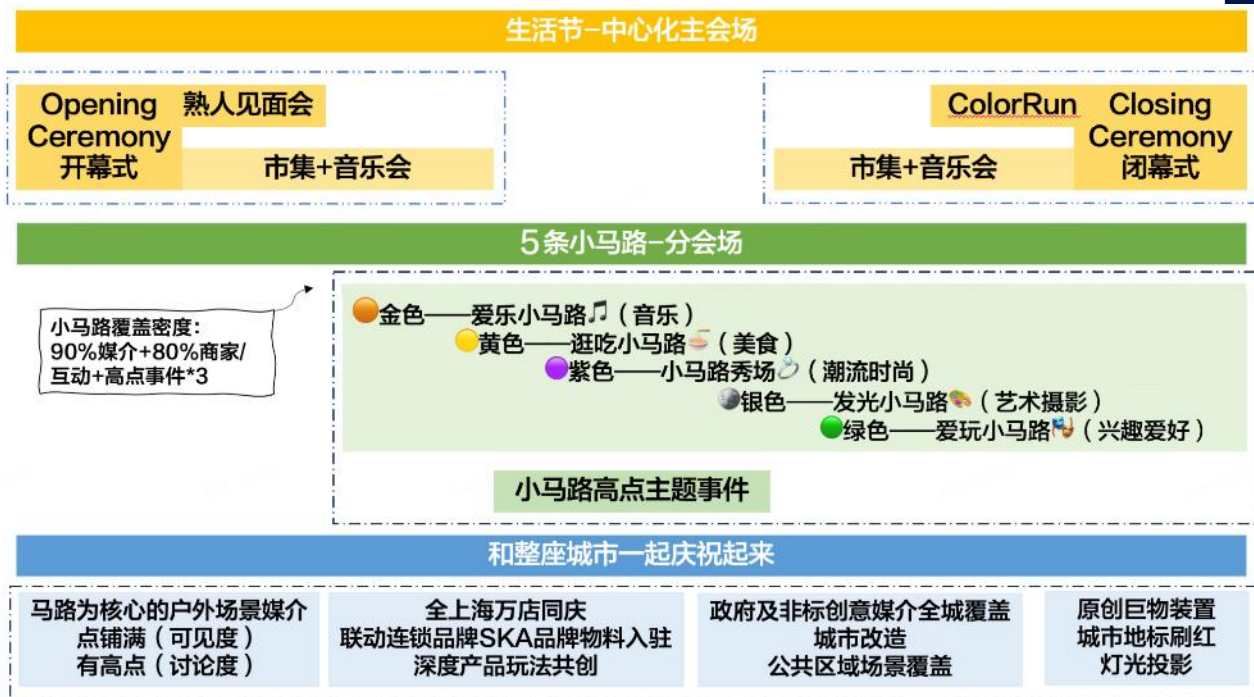 生活节-中心化主会场
Opening 熟人见面会
Ceremony
开幕式 市集+音乐会
ColorRun Closing
Ceremony
市集+音乐会 闭幕式
5条小马路-分会场
小马路覆盖密度：
90%媒介+80%商家/
互动+高点事件*3
金色——爱乐小马路🎵（音乐）
黄色——逛吃小马路🍜（美食）
紫色——小马路秀场💍（潮流时尚）
银色——发光小马路🎨（艺术摄影）
绿色——爱玩小马路🎭（兴趣爱好）
小马路高点主题事件
和整座城市一起庆祝起来
马路为核心的户外场景媒介
点铺满（可见度）
有高点（讨论度）
全上海万店同庆
联动连锁品牌SKA品牌物料入驻
深度产品玩法共创
政府及非标创意媒介全城覆盖
城市改造
公共区域场景覆盖
原创巨物装置
城市地标刷红
灯光投影